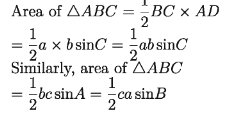 Area of △ABC = 1/2 BC × AD
= 1/2 a × b sinC = 1/2 ab sinC
Similarly, area of △ABC
= 1/2 bc sinA = 1/2 ca sinB